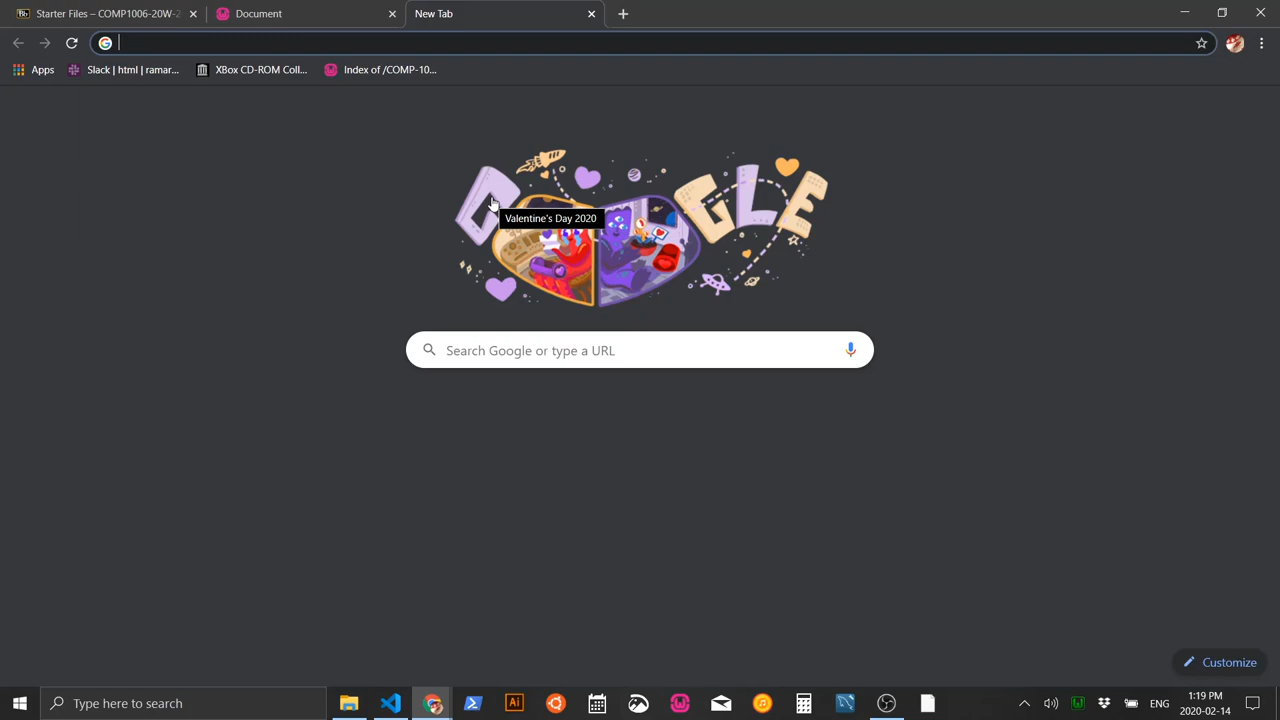 Starter Files – COMP1006-20W-2
Document
New Tab
Apps
Slack | html | ramar...
XBox CD-ROM Coll...
Index of /COMP-10...
G GLE
Valentine's Day 2020
Search Google or type a URL
Customize
Type here to search
ENG
1:19 PM
2020-02-14